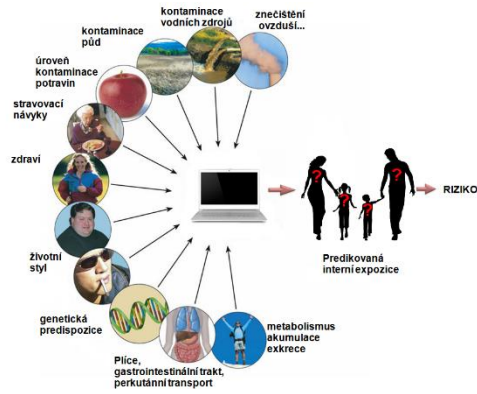 kontaminace
vodních zdrojů
znečištění
ovzduší...
kontaminace
půd
úroveň
kontaminace
potravin
stravovací
návyky
zdraví
životní
styl
genetická
predispozice
Plíce,
gastrointestinální trakt,
perkutánní transport
metabolismus
akumulace
exkrece
? ? ? ?
Predikovaná
interní expozice
RIZIKO